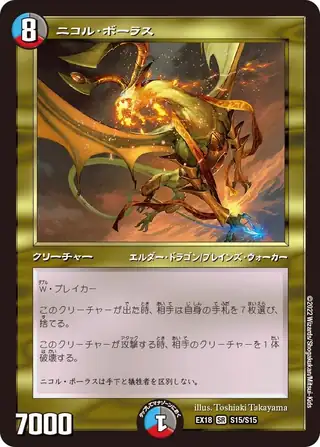 8
ニコル・ボーラス
クリーチャー
エルダー・ドラゴン/プレインズ・ウォーカー
W・ブレイカー
このクリーチャーが出た時、相手は自身の手札を7枚選び、
捨てる。
このクリーチャーが攻撃する時、相手のクリーチャーを1体
破壊する。
ニコル・ボーラスは手下と犠牲者を区別しない。
illus. Toshiaki Takayama
7000
1
EX18 SR S15/S15
©2022 Wizards/Shogakukan/Mitsui-Kids